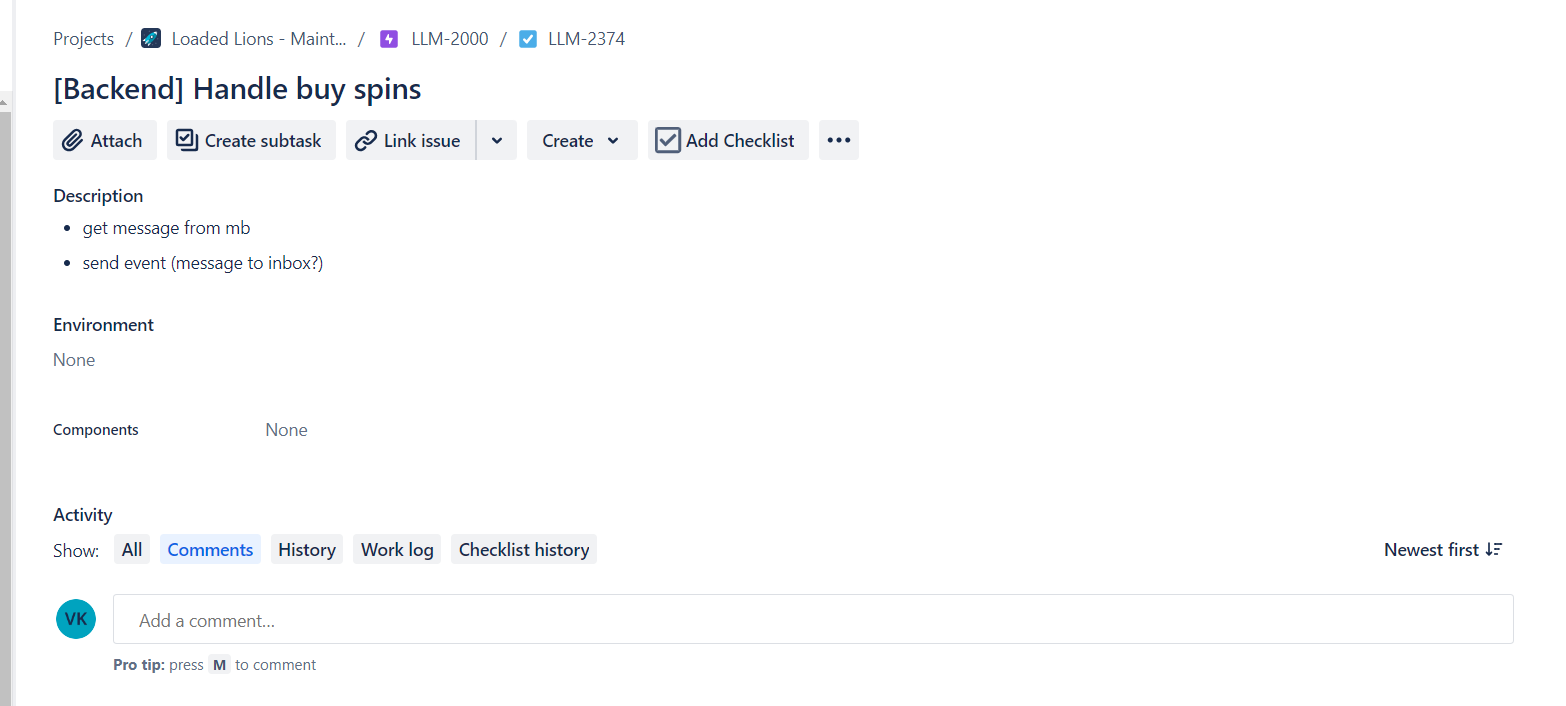 Projects / Loaded Lions - Maint... / LLM-2000 / LLM-2374
[Backend] Handle buy spins
Attach Create subtask Link issue Create Add Checklist
Description
• get message from mb
• send event (message to inbox?)
Environment
None
Components None
Activity
Show: All Comments History Work log Checklist history Newest first
VK Add a comment...
Pro tip: press M to comment